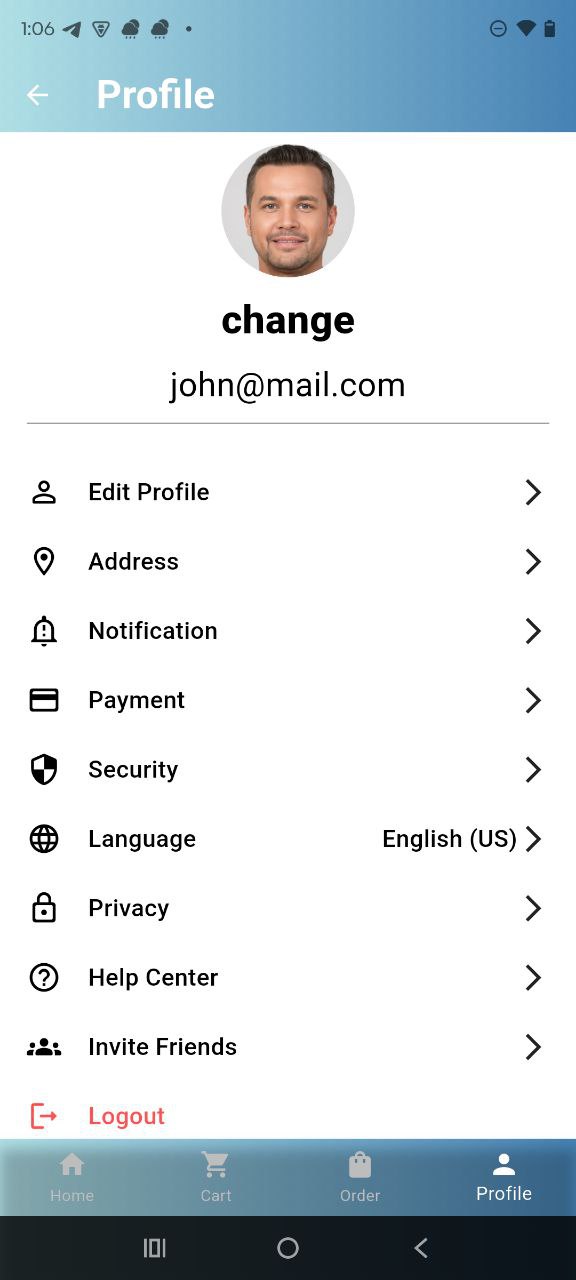 1:06
Profile
change
john@mail.com
Edit Profile
Address
Notification
Payment
Security
Language English (US)
Privacy
Help Center
Invite Friends
Logout
Home Cart Order Profile